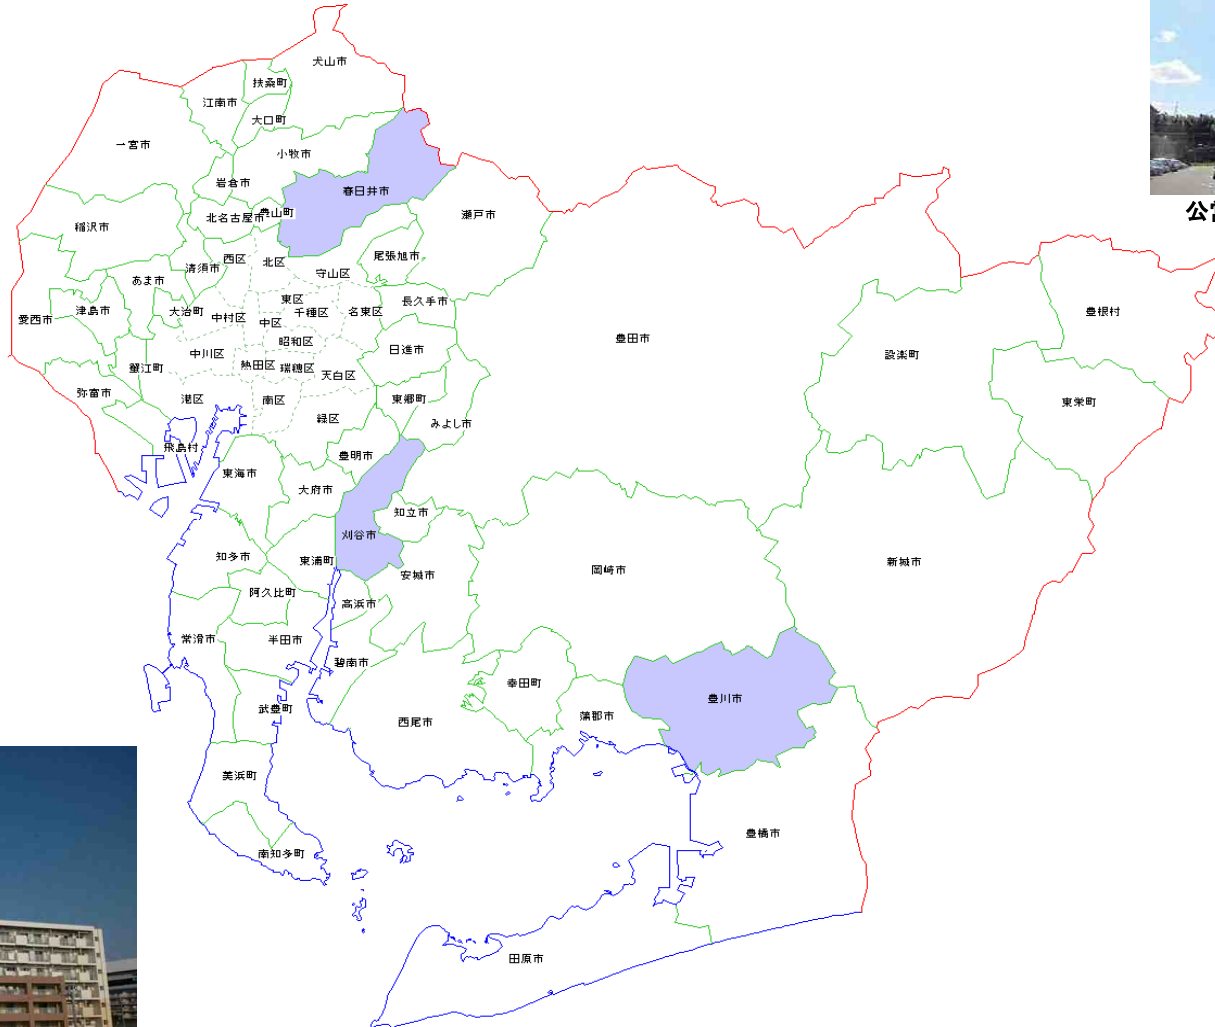 犬山市
扶桑町
江南市
大口町
一宮市
小牧市
岩倉市
春日井市
北名古屋市
豊山町
瀬戸市
稲沢市
西区
北区
尾張旭市
清須市
守山区
あま市
東区
長久手市
津島市
大治町
中村区
中区
千種区
名東区
愛西市
豊根村
豊田市
昭和区
日進市
中川区
設楽町
蟹江町
熱田区
瑞穂区
天白区
弥富市
港区
南区
東郷町
東栄町
緑区
みよし市
飛島村
豊明市
東海市
大府市
知立市
刈谷市
知多市
東浦町
新城市
岡崎市
安城市
阿久比町
高浜市
常滑市
半田市
碧南市
幸田町
豊川市
武豊町
西尾市
蒲郡市
美浜町
豊橋市
南知多町
田原市
公営